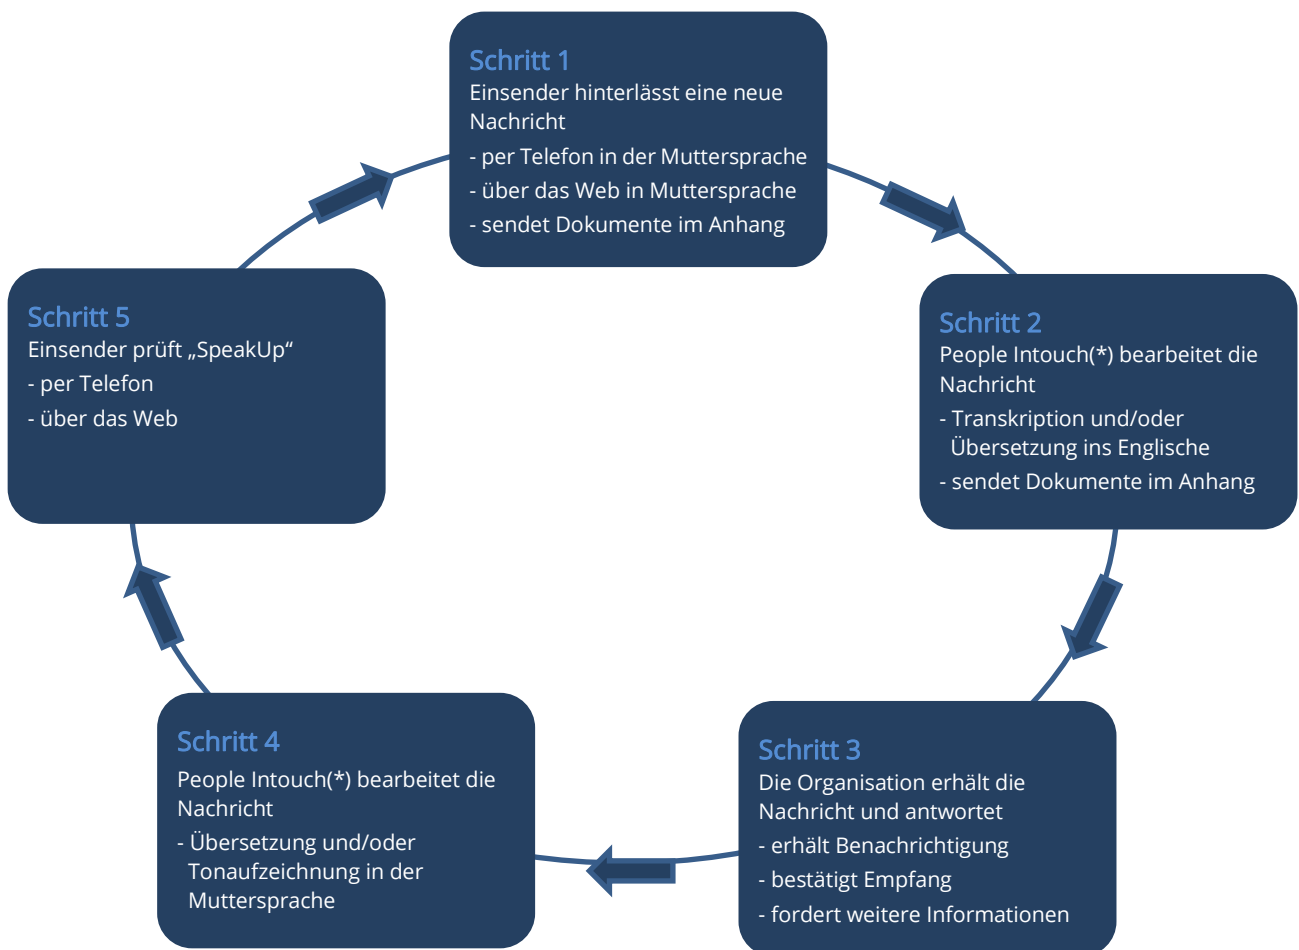 Schritt 1
Einsender hinterlässt eine neue
Nachricht
- per Telefon in der Muttersprache
- über das Web in Muttersprache
- sendet Dokumente im Anhang
Schritt 2
People Intouch(*) bearbeitet die
Nachricht
- Transkription und/oder
Übersetzung ins Englische
- sendet Dokumente im Anhang
Schritt 3
Die Organisation erhält die
Nachricht und antwortet
- erhält Benachrichtigung
- bestätigt Empfang
- fordert weitere Informationen
Schritt 4
People Intouch(*) bearbeitet die
Nachricht
- Übersetzung und/oder
Tonaufzeichnung in der
Muttersprache
Schritt 5
Einsender prüft „SpeakUp“
- per Telefon
- über das Web